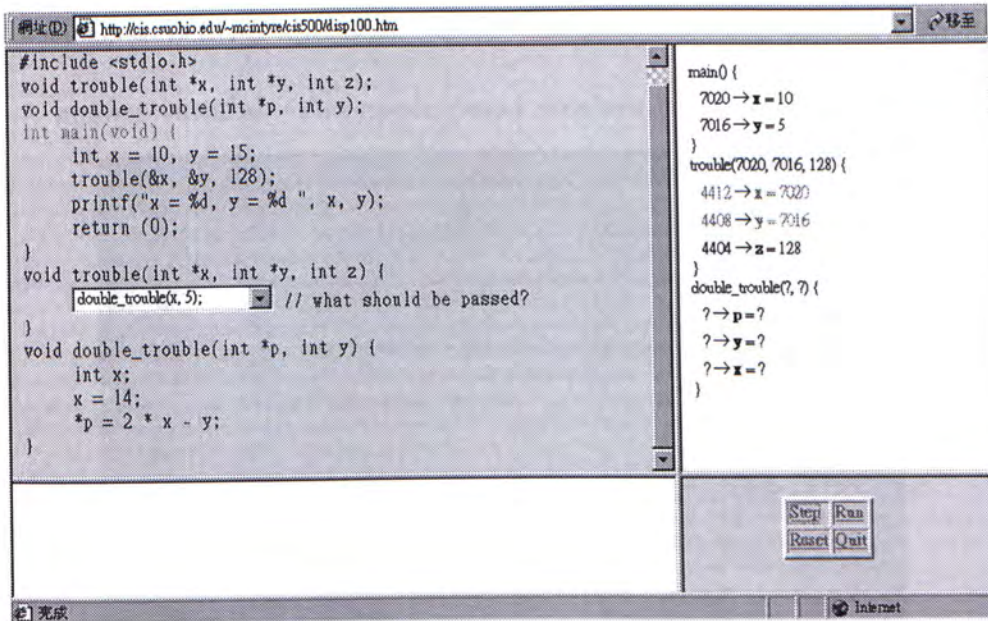 網址(D) http://cis.csuohio.edu/~mcintyre/cis500/disp100.htm 移至
#include <stdio.h>
void trouble(int *x, int *y, int z);
void double_trouble(int *p, int y);
int main(void) {
int x = 10, y = 15;
trouble(&x, &y, 128);
printf("x = %d, y = %d ", x, y);
return (0);
}
void trouble(int *x, int *y, int z) {
double_trouble(x, 5); // what should be passed?
}
void double_trouble(int *p, int y) {
int x;
x = 14;
*p = 2 * x - y;
}
main() {
7020→x = 10
7016→y = 5
}
trouble(7020, 7016, 128) {
4412→x = 7020
4408→y = 7016
4404→z = 128
}
double_trouble(?, ?) {
?→p = ?
?→y = ?
?→x = ?
}
Step Run
Reset Quit
完成 Internet